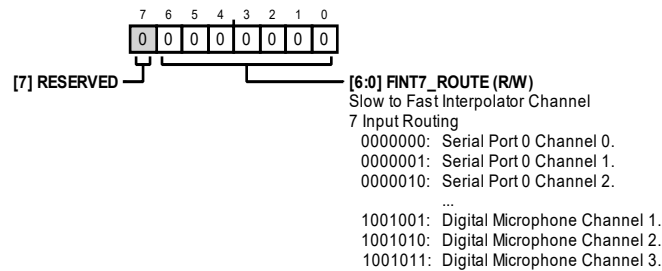 7 6 5 4 3 2 1 0
0 0 0 0 0 0 0 0
[7] RESERVED
[6:0] FINT7_ROUTE (R/W)
Slow to Fast Interpolator Channel
7 Input Routing
0000000: Serial Port 0 Channel 0.
0000001: Serial Port 0 Channel 1.
0000010: Serial Port 0 Channel 2.
...
1001001: Digital Microphone Channel 1.
1001010: Digital Microphone Channel 2.
1001011: Digital Microphone Channel 3.